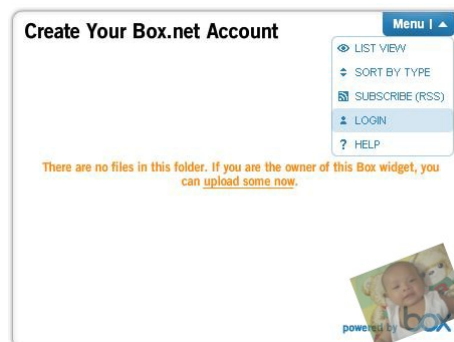 Create Your Box.net Account
Menu |
LIST VIEW
SORT BY TYPE
SUBSCRIBE (RSS)
LOGIN
? HELP
There are no files in this folder. If you are the owner of this Box widget, you
can upload some now.
powered by box